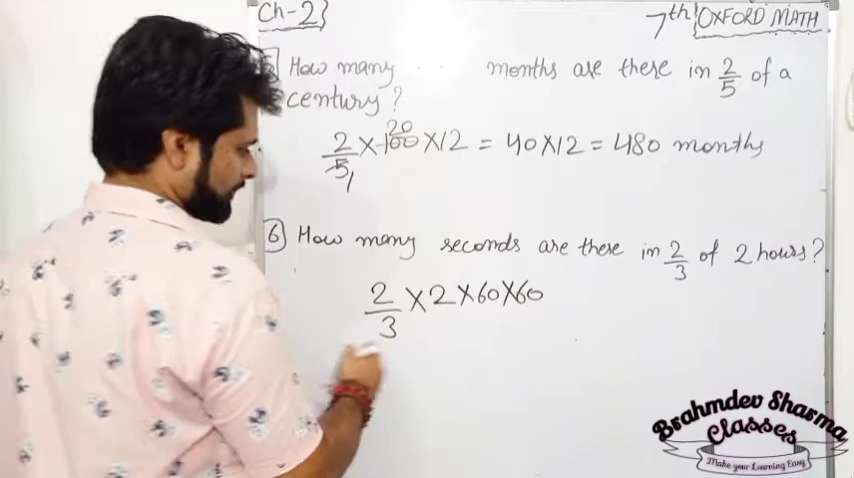 Ch-2}
7th OXFORD MATH
How many months are there in 2/5 of a
century?
2/5 × 100 20 × 12 = 40 × 12 = 480 months
1
6 How many seconds are there in 2/3 of 2 hours?
2/3 × 2 × 60 × 60
Brahmdev Sharma
Classes
Make your Learning Easy